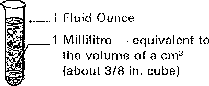 1 Fluid Ounce
1 Millilitre – equivalent to
the volume of a cm³
(about 3/8 in. cube)